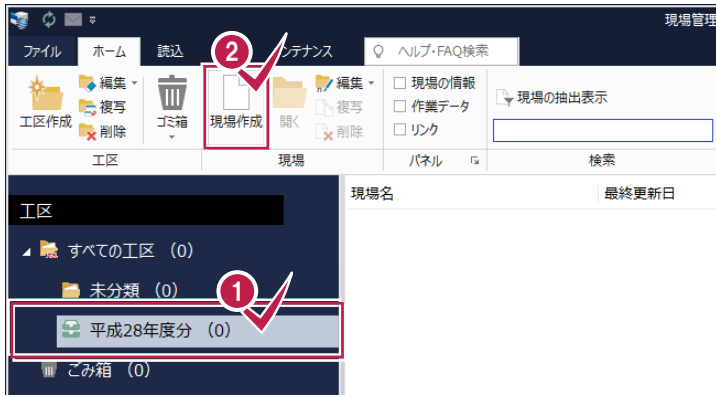 現場管理
ファイル ホーム 読込 ンテナンス ヘルプ・FAQ検索
2
工区作成 編集 複写 削除 ゴミ箱 現場作成 開く 編集 複写 削除 現場の情報 作業データ リンク 現場の抽出表示
工区 現場 パネル 検索
工区 現場名 最終更新日
すべての工区 (0)
未分類 (0)
1
平成28年度分 (0)
ごみ箱 (0)